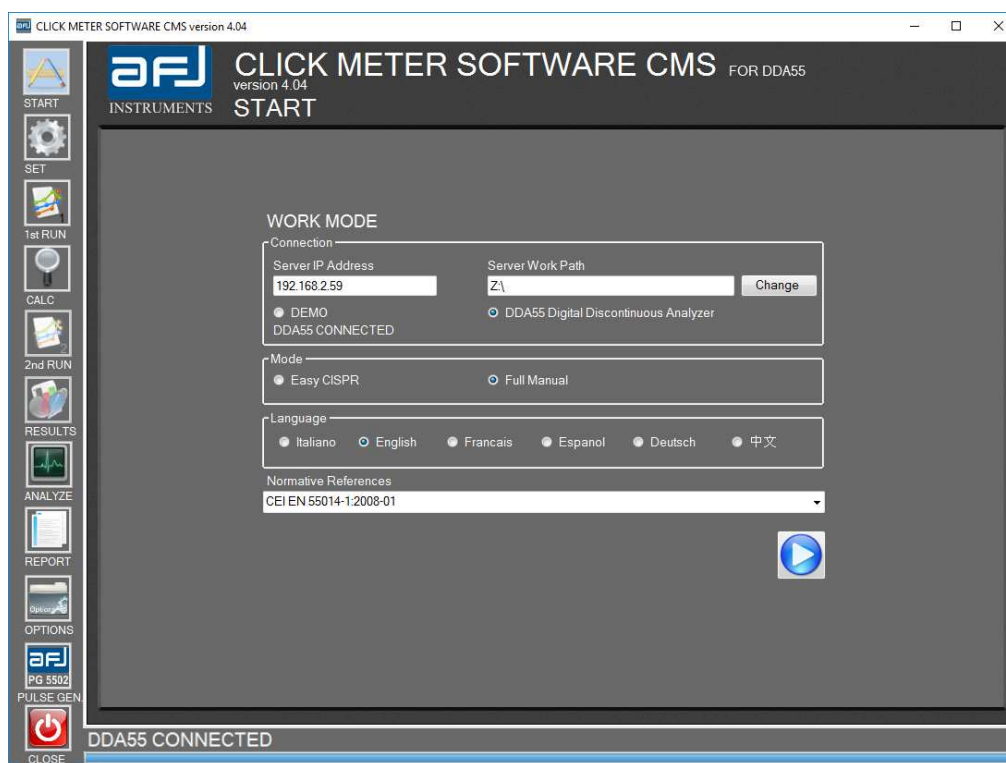 CLICK METER SOFTWARE CMS version 4.04
START
SET
1
1st RUN
CALC
2
2nd RUN
RESULTS
ANALYZE
REPORT
Options
OPTIONS
aFJ
PG 5502
PULSE GEN.
CLOSE
aFJ
INSTRUMENTS
CLICK METER SOFTWARE CMS FOR DDA55
version 4.04
START
WORK MODE
Connection
Server IP Address Server Work Path
192.168.2.59 Z:\ Change
DEMO DDA55 Digital Discontinuous Analyzer
DDA55 CONNECTED
Mode
Easy CISPR Full Manual
Language
Italiano English Francais Espanol Deutsch 中文
Normative References
CEI EN 55014-1:2008-01
DDA55 CONNECTED